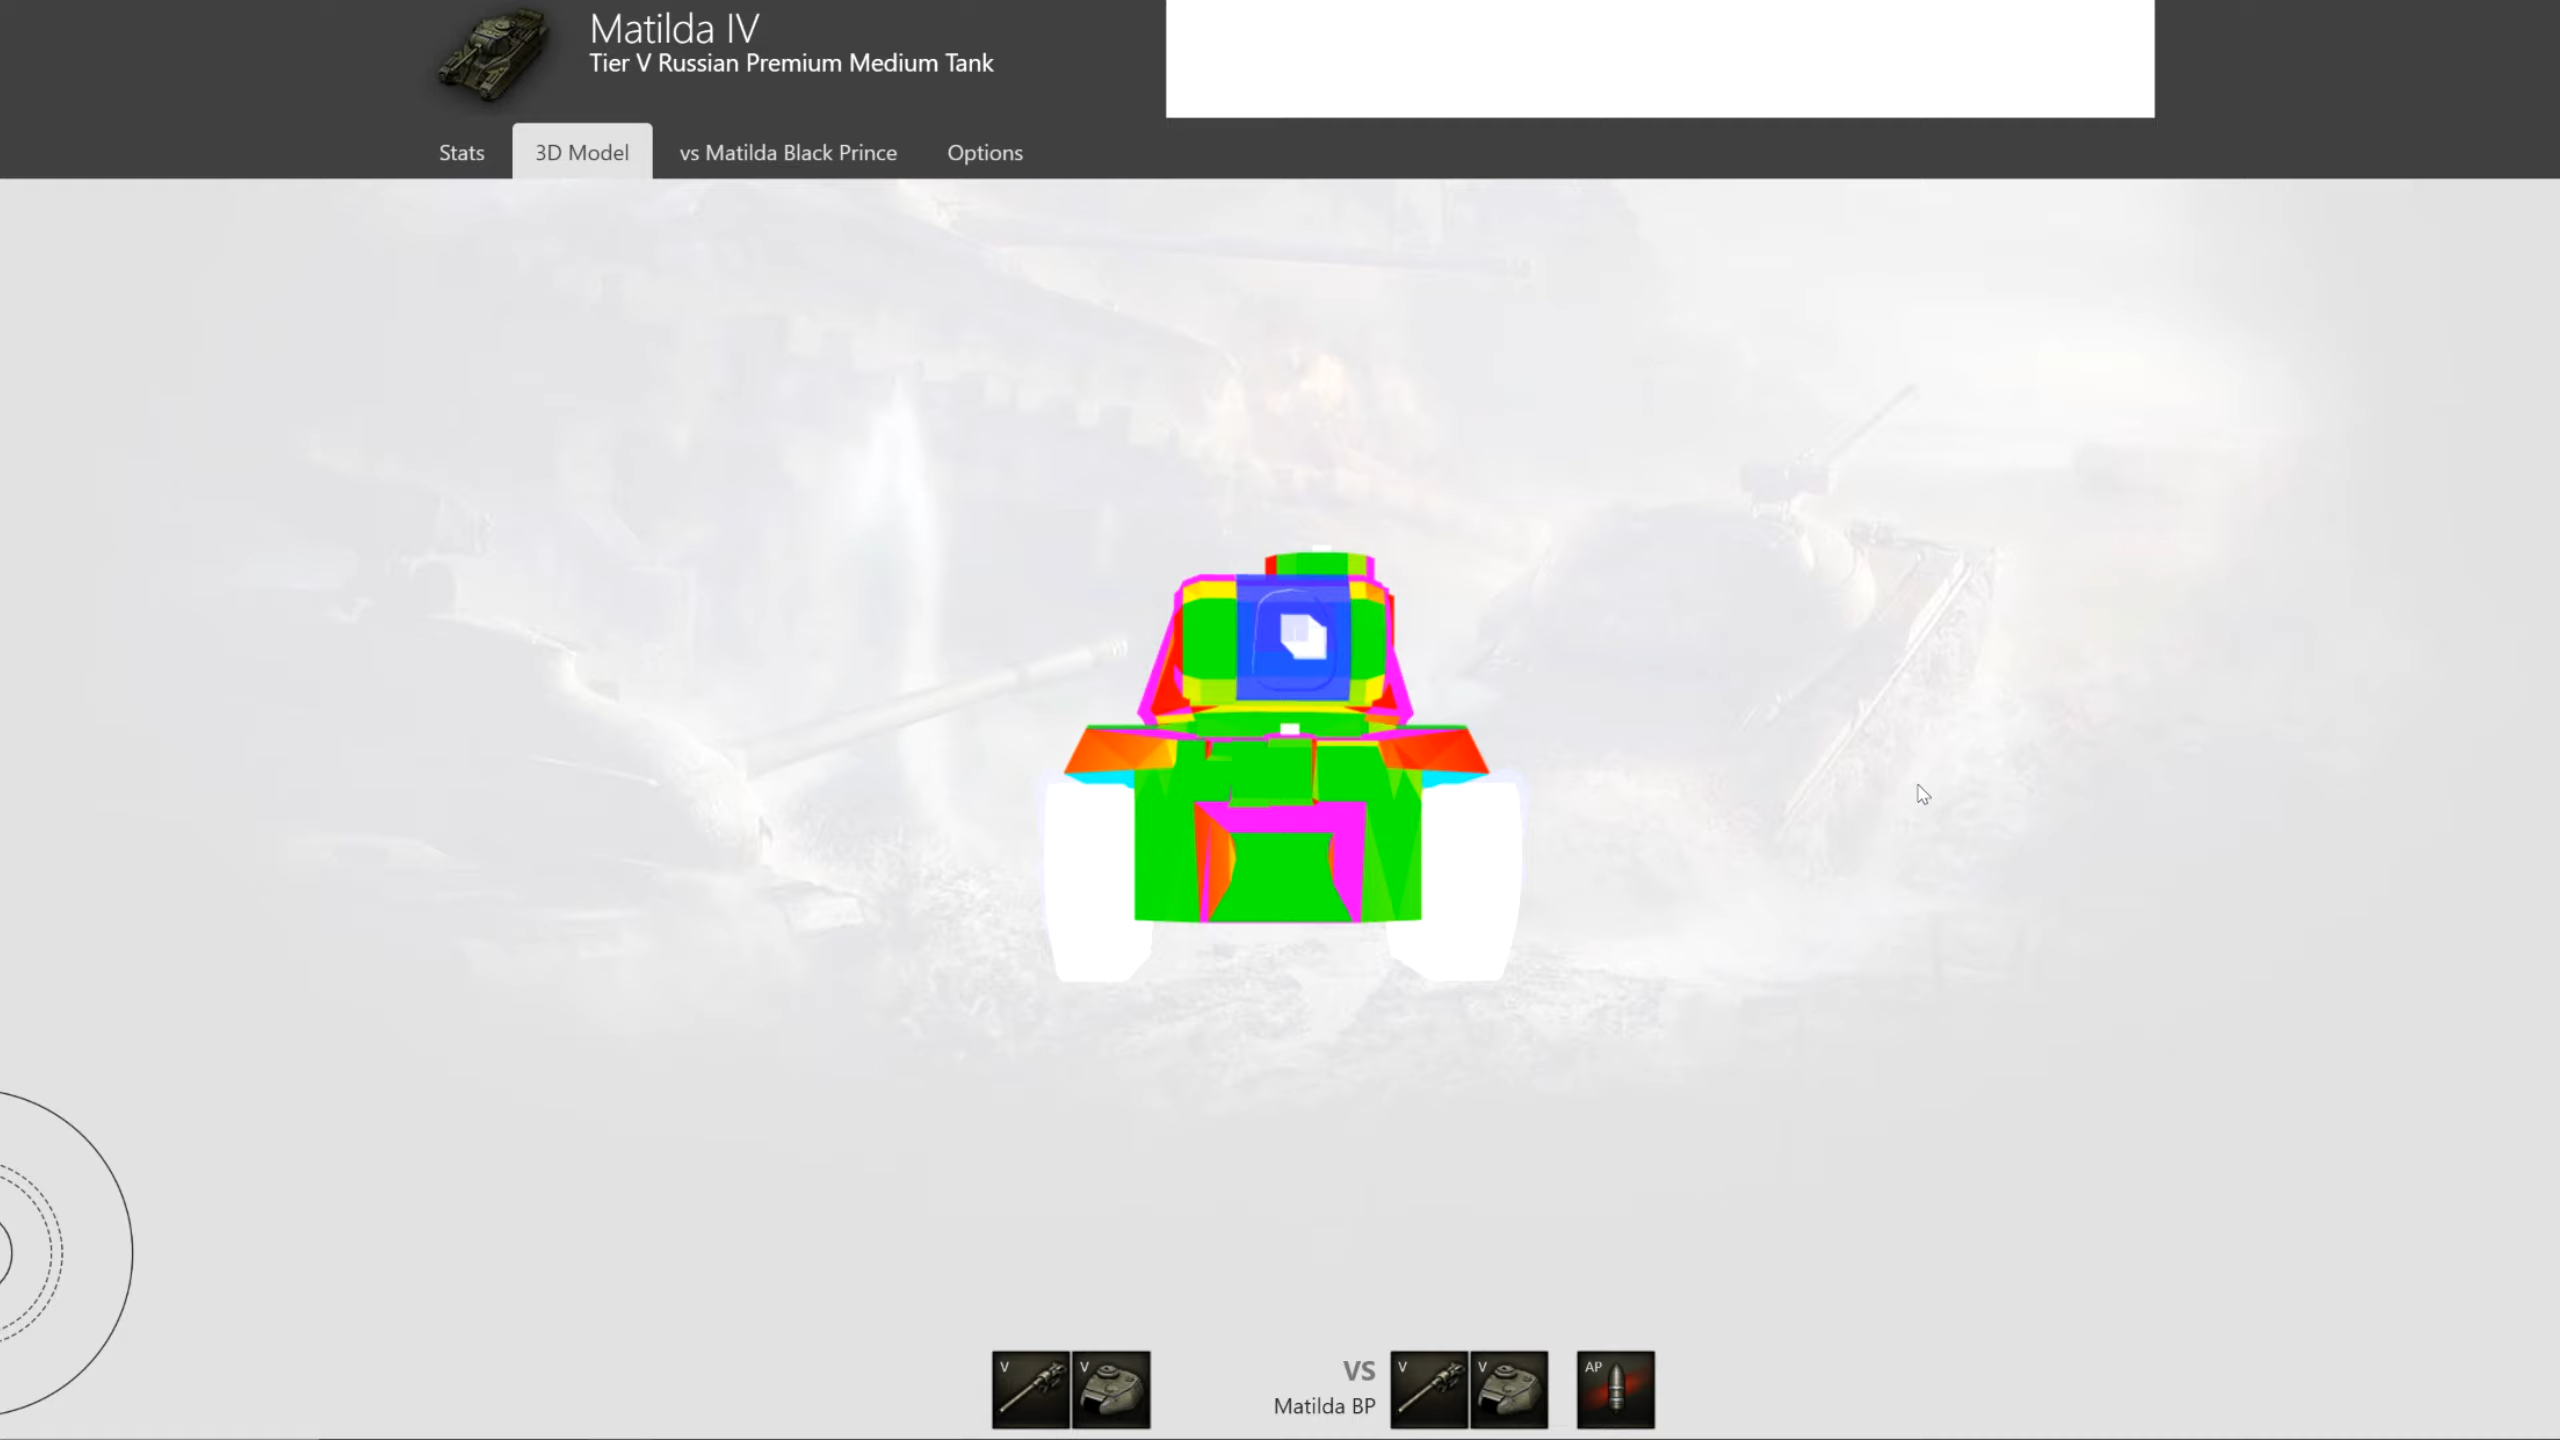 Matilda IV
Tier V Russian Premium Medium Tank
Stats 3D Model vs Matilda Black Prince Options
V V VS V V AP
Matilda BP